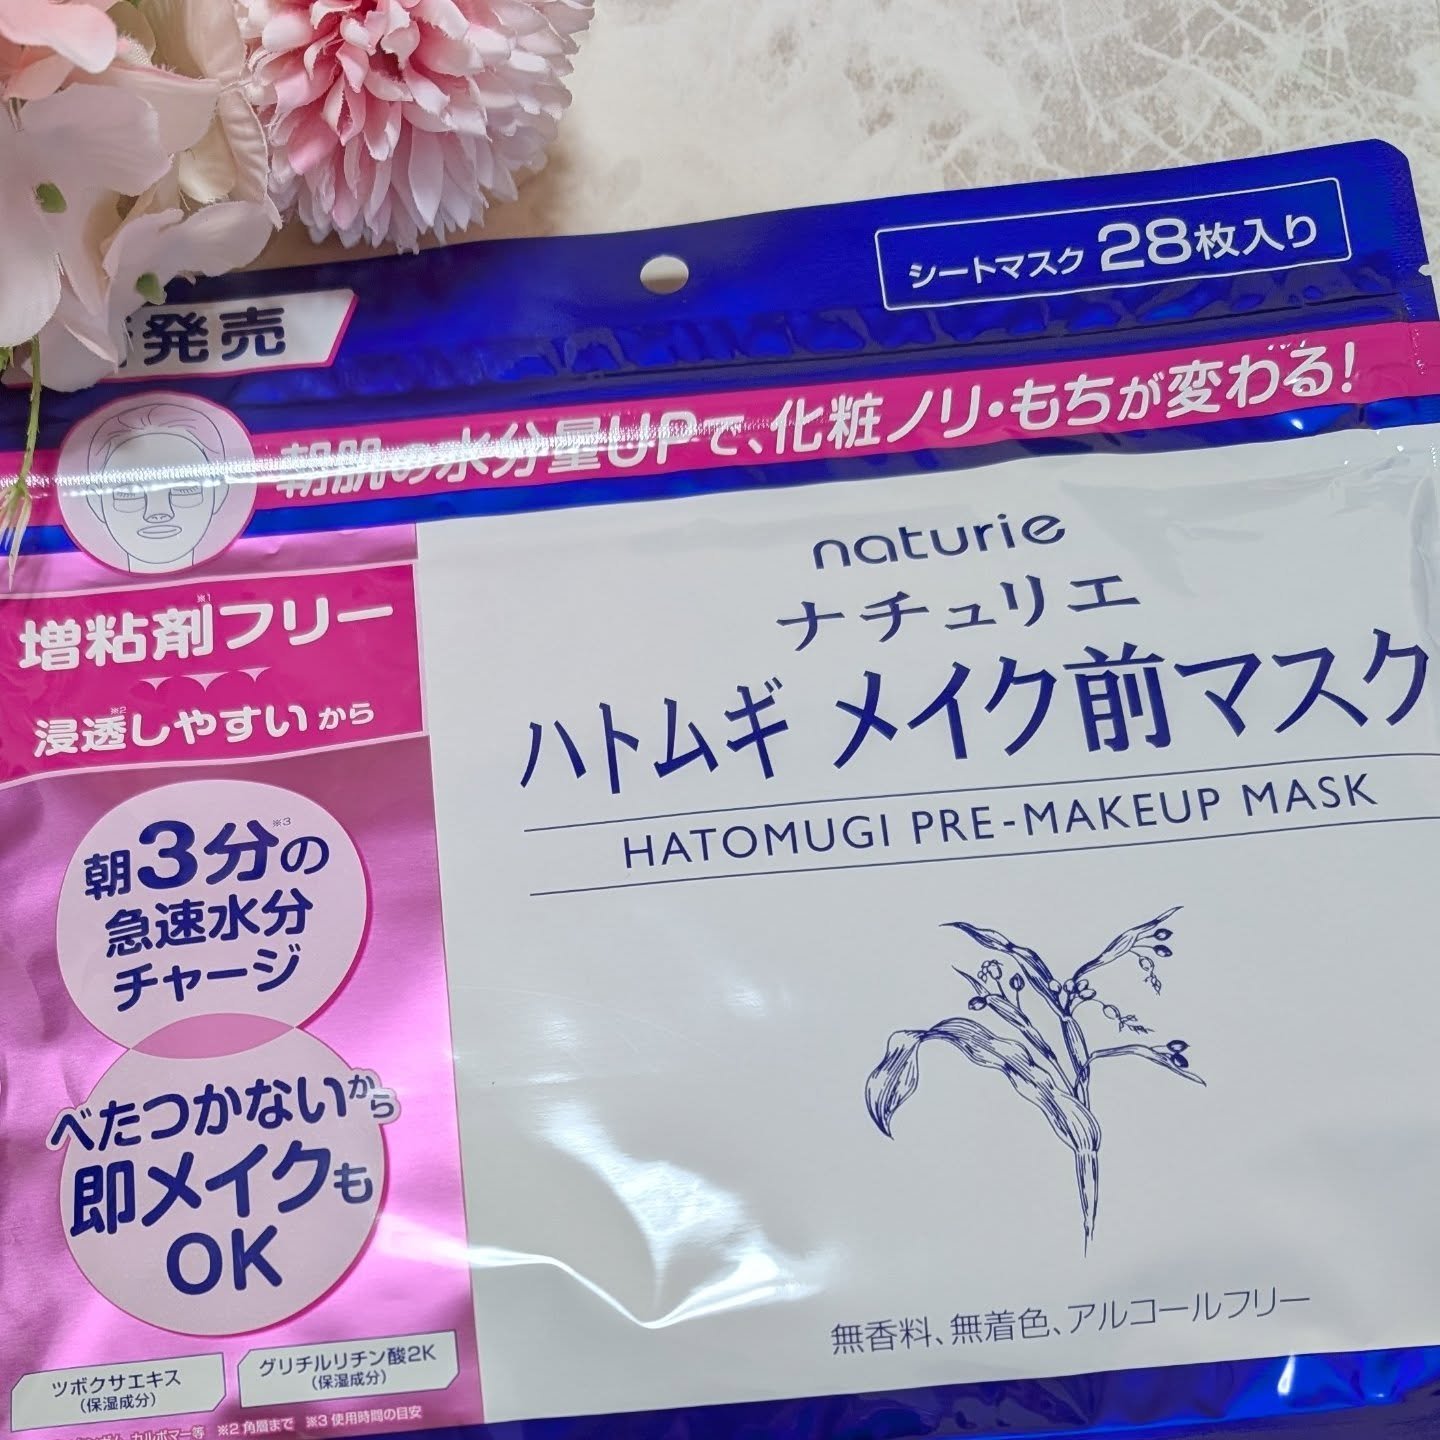 シートマスク 28枚入り
発売
朝肌の水分量UPで、化粧ノリ・もちが変わる!
naturie
ナチュリエ
ハトムギ メイク前マスク
HATOMUGI PRE-MAKEUP MASK
増粘剤フリー※1
浸透※2しやすいから
朝3分の※3
急速水分
チャージ
べたつかないから
即メイクも
OK
無香料、無着色、アルコールフリー
ツボクサエキス
(保湿成分)
グリチルリチン酸2K
(保湿成分)
カルボマー等 ※2 角層まで ※3 使用時間の目安